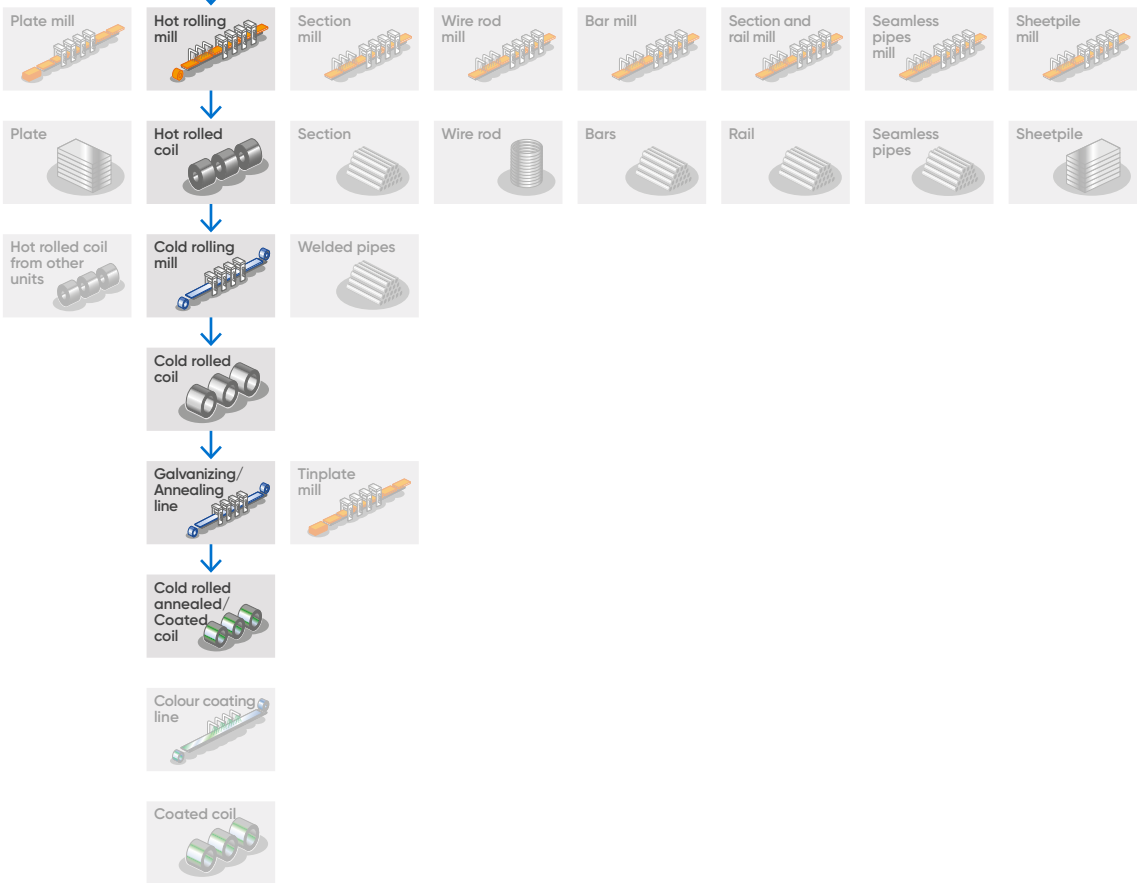 Plate mill
Hot rolling
mill
Section
mill
Wire rod
mill
Bar mill
Section and
rail mill
Seamless
pipes
mill
Sheetpile
mill
Plate
Hot rolled
coil
Section
Wire rod
Bars
Rail
Seamless
pipes
Sheetpile
Hot rolled coil
from other
units
Cold rolling
mill
Welded pipes
Cold rolled
coil
Galvanizing/
Annealing
line
Tinplate
mill
Cold rolled
annealed/
Coated
coil
Colour coating
line
Coated coil